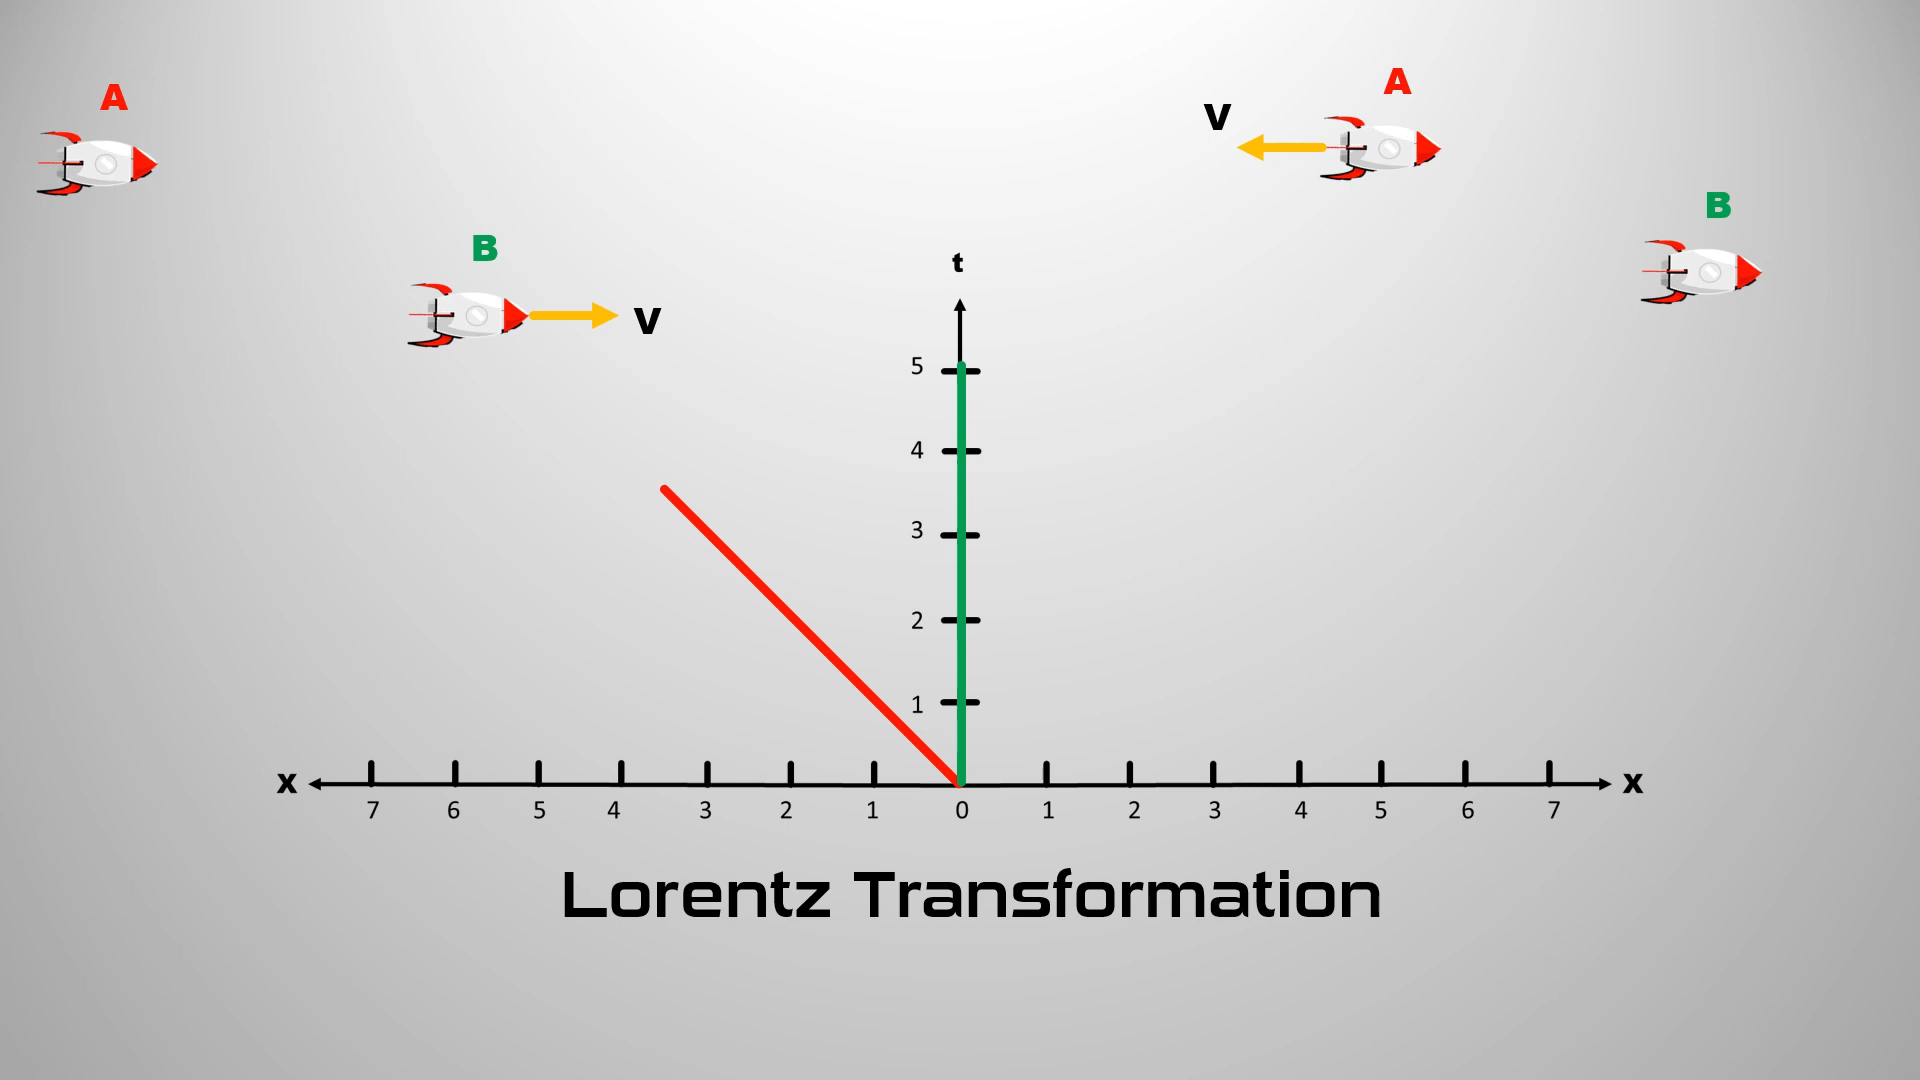 A
B
V
V
A
B
t
5
4
3
2
1
x
x
7 6 5 4 3 2 1 0 1 2 3 4 5 6 7
Lorentz Transformation